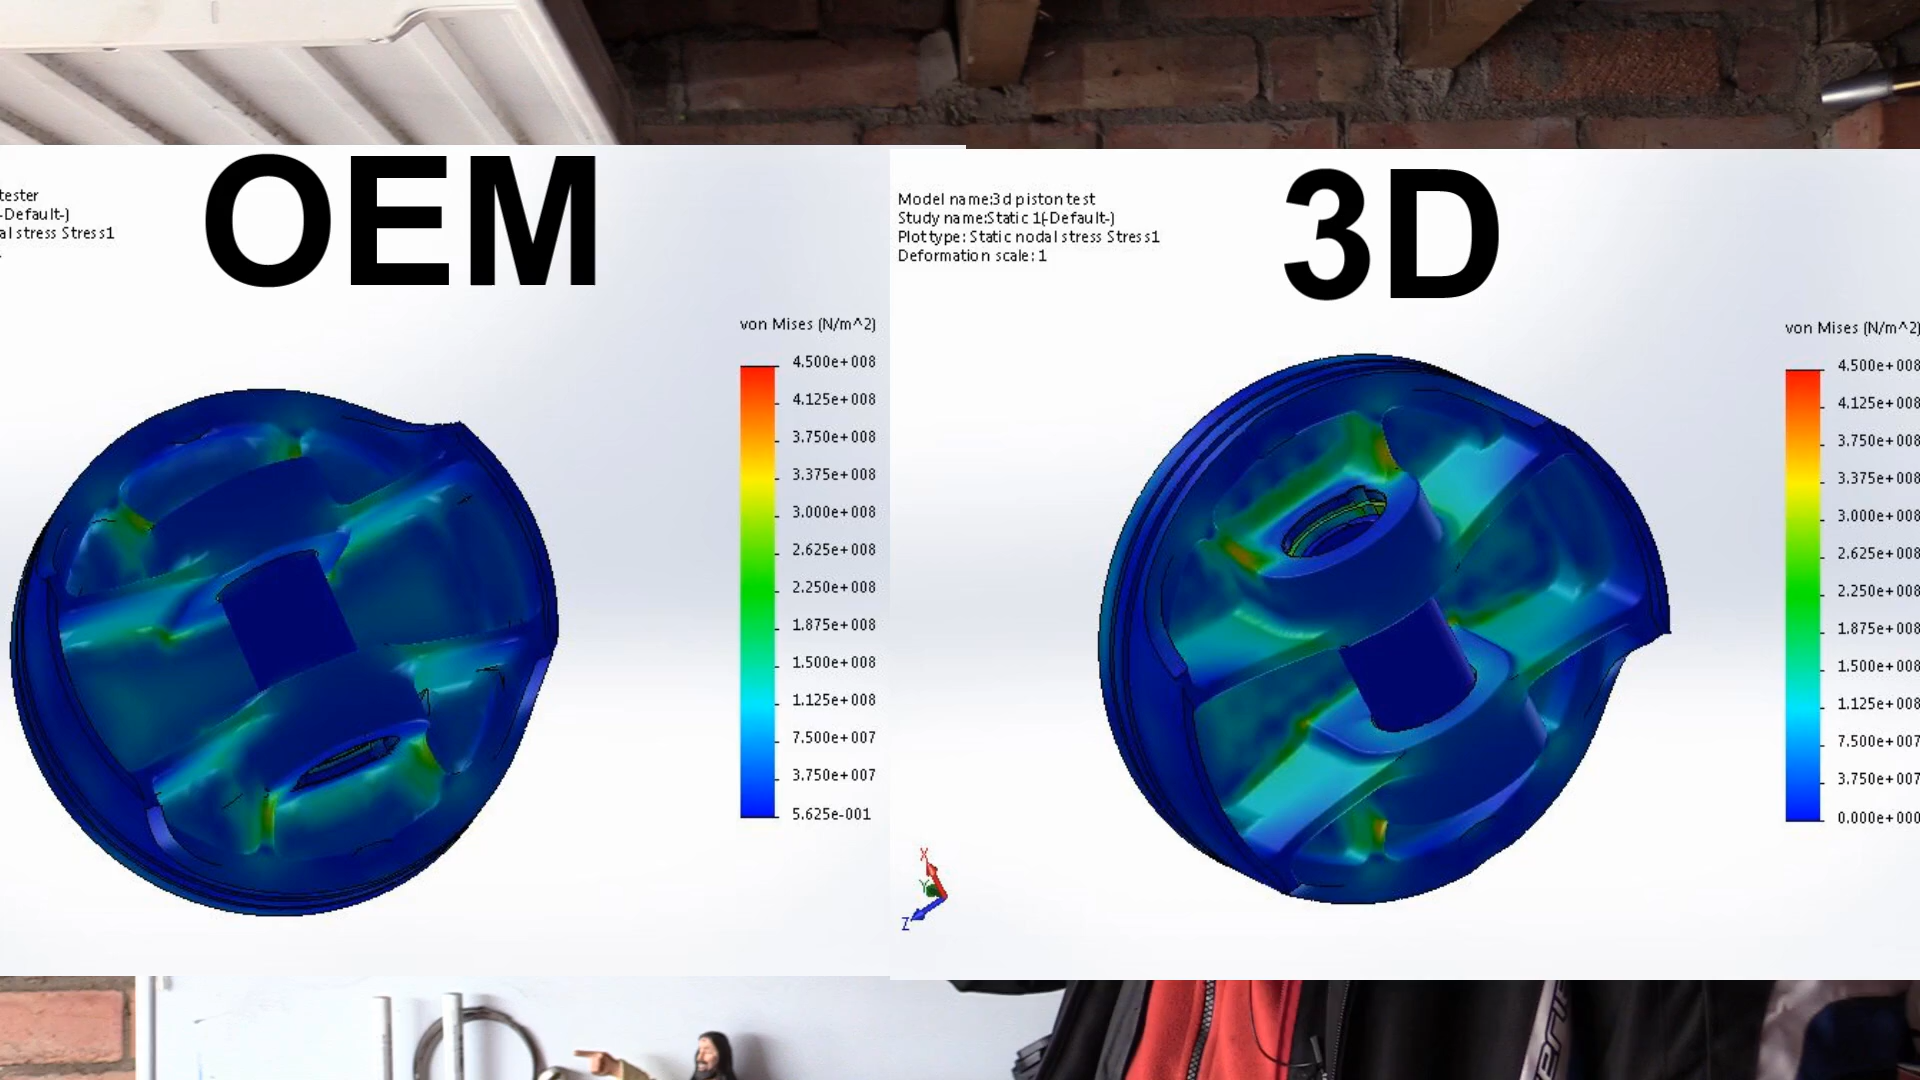 OEM
tester
-Default-)
al stress Stress1
von Mises (N/m^2)
4.500e+008
4.125e+008
3.750e+008
3.375e+008
3.000e+008
2.625e+008
2.250e+008
1.875e+008
1.500e+008
1.125e+008
7.500e+007
3.750e+007
5.625e-001
3D
Model name:3d piston test
Study name:Static 1(-Default-)
Plot type: Static nodal stress Stress1
Deformation scale: 1
von Mises (N/m^2)
4.500e+008
4.125e+008
3.750e+008
3.375e+008
3.000e+008
2.625e+008
2.250e+008
1.875e+008
1.500e+008
1.125e+008
7.500e+007
3.750e+007
0.000e+000
X
Y
Z